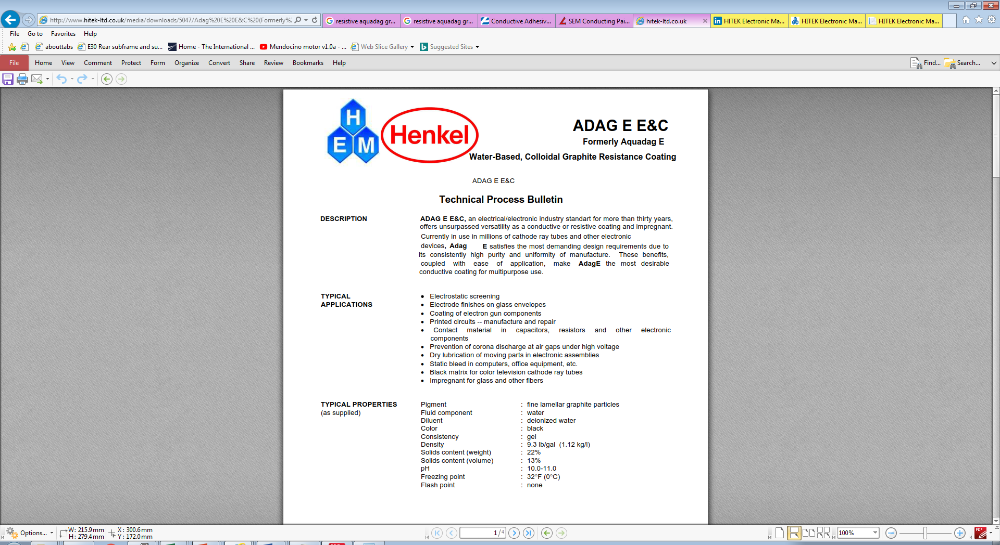 http://www.hitek-ltd.co.uk/media/downloads/5047/Adag%20E%20E&C%20(Formerly%
resistive aquadag gr...
resistive aquadag gr...
Conductive Adhesiv...
SEM Conducting Pai...
hitek-ltd.co.uk
HITEK Electronic Ma...
HITEK Electronic Ma...
HITEK Electronic Ma...
File Go to Favorites Help
abouttabs E30 Rear subframe and su... Home - The International ... Mendocino motor v1.0a - ... Web Slice Gallery Suggested Sites
File Home View Comment Protect Form Organize Convert Share Review Bookmarks Help Find... Search...
H
E M
Henkel
ADAG E E&C
Formerly Aquadag E
Water-Based, Colloidal Graphite Resistance Coating
ADAG E E&C
Technical Process Bulletin
DESCRIPTION
ADAG E E&C, an electrical/electronic industry standart for more than thirty years,
offers unsurpassed versatility as a conductive or resistive coating and impregnant.
Currently in use in millions of cathode ray tubes and other electronic
devices, Adag E satisfies the most demanding design requirements due to
its consistently high purity and uniformity of manufacture. These benefits,
coupled with ease of application, make AdagE the most desirable
conductive coating for multipurpose use.
TYPICAL
APPLICATIONS
• Electrostatic screening
• Electrode finishes on glass envelopes
• Coating of electron gun components
• Printed circuits -- manufacture and repair
• Contact material in capacitors, resistors and other electronic
components
• Prevention of corona discharge at air gaps under high voltage
• Dry lubrication of moving parts in electronic assemblies
• Static bleed in computers, office equipment, etc.
• Black matrix for color television cathode ray tubes
• Impregnant for glass and other fibers
TYPICAL PROPERTIES
(as supplied)
Pigment : fine lamellar graphite particles
Fluid component : water
Diluent : deionized water
Color : black
Consistency : gel
Density : 9.3 lb/gal (1.12 kg/l)
Solids content (weight) : 22%
Solids content (volume) : 13%
pH : 10.0-11.0
Freezing point : 32°F (0°C)
Flash point : none
Options...
W: 215.9 mm
H: 279.4 mm
X : 300.6 mm
Y : 172.0 mm
1 / 4
100%
PDF